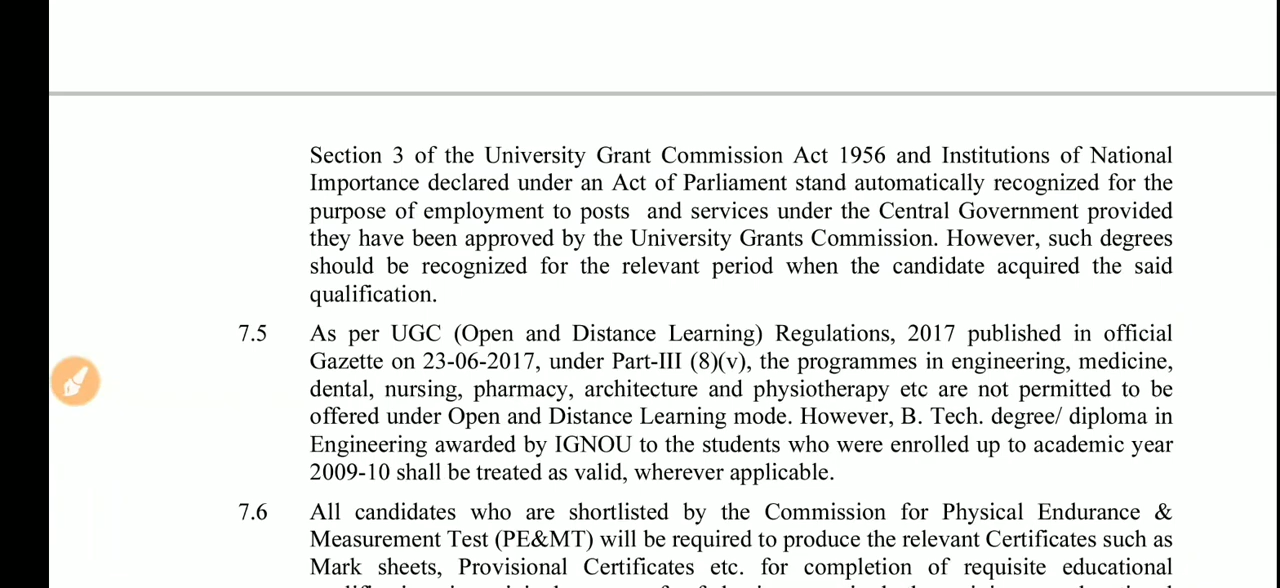 Section 3 of the University Grant Commission Act 1956 and Institutions of National
Importance declared under an Act of Parliament stand automatically recognized for the
purpose of employment to posts and services under the Central Government provided
they have been approved by the University Grants Commission. However, such degrees
should be recognized for the relevant period when the candidate acquired the said
qualification.
7.5 As per UGC (Open and Distance Learning) Regulations, 2017 published in official
Gazette on 23-06-2017, under Part-III (8)(v), the programmes in engineering, medicine,
dental, nursing, pharmacy, architecture and physiotherapy etc are not permitted to be
offered under Open and Distance Learning mode. However, B. Tech. degree/ diploma in
Engineering awarded by IGNOU to the students who were enrolled up to academic year
2009-10 shall be treated as valid, wherever applicable.
7.6 All candidates who are shortlisted by the Commission for Physical Endurance &
Measurement Test (PE&MT) will be required to produce the relevant Certificates such as
Mark sheets, Provisional Certificates etc. for completion of requisite educational